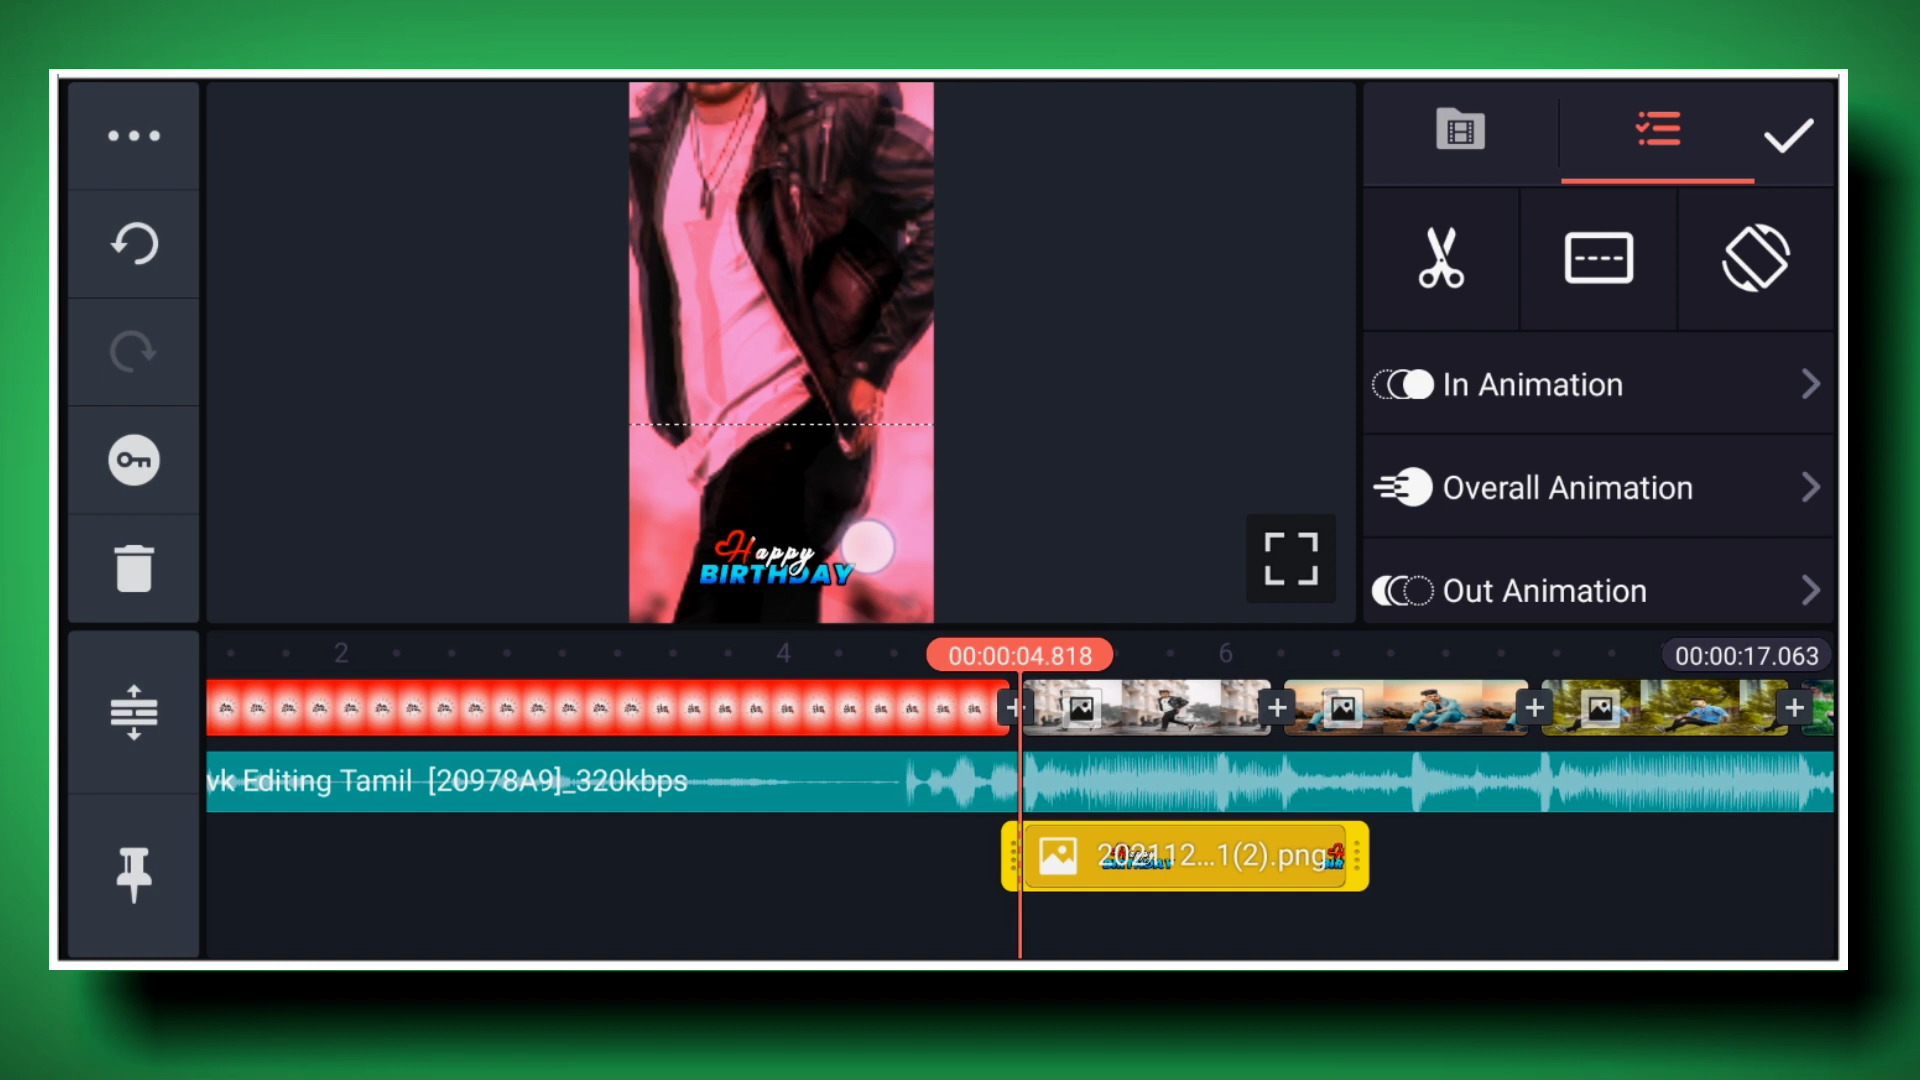 In Animation
Overall Animation
Out Animation
Happy
BIRTHDAY
2
4
00:00:04.818
6
00:00:17.063
vk Editing Tamil [20978A9]_320kbps
202112...1(2).png